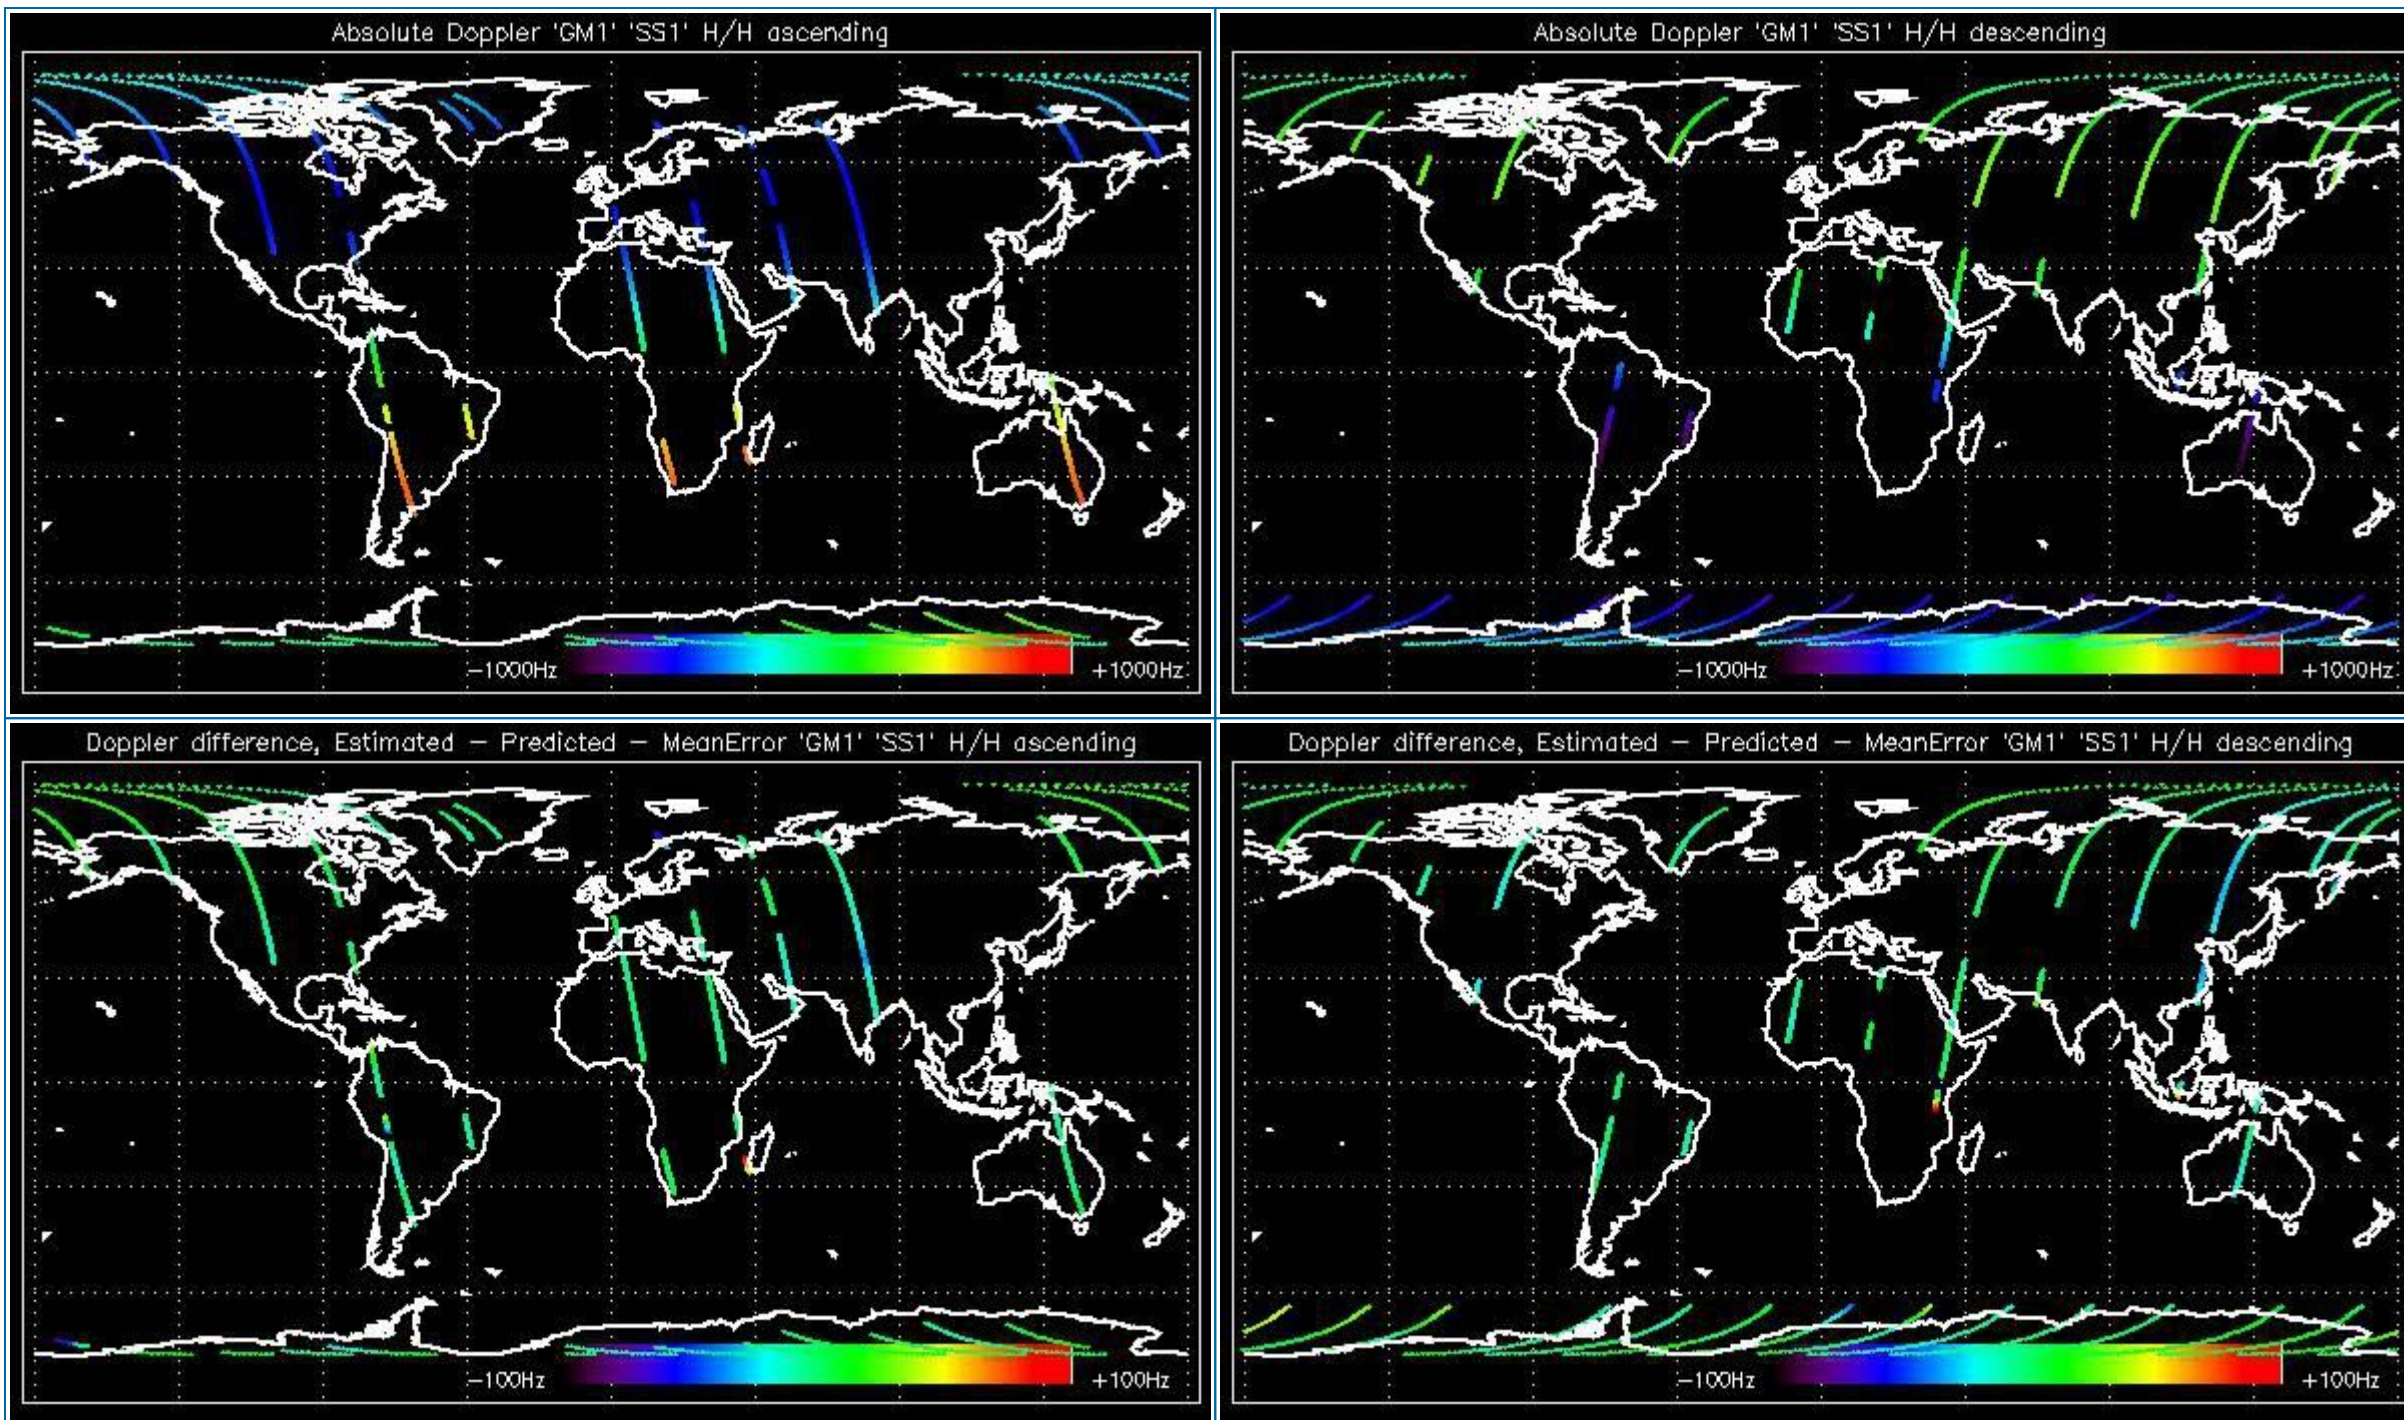 Absolute Doppler 'GM1' 'SS1' H/H ascending
−1000Hz
+1000Hz
Absolute Doppler 'GM1' 'SS1' H/H descending
−1000Hz
+1000Hz
Doppler difference, Estimated − Predicted − MeanError 'GM1' 'SS1' H/H ascending
−100Hz
+100Hz
Doppler difference, Estimated − Predicted − MeanError 'GM1' 'SS1' H/H descending
−100Hz
+100Hz